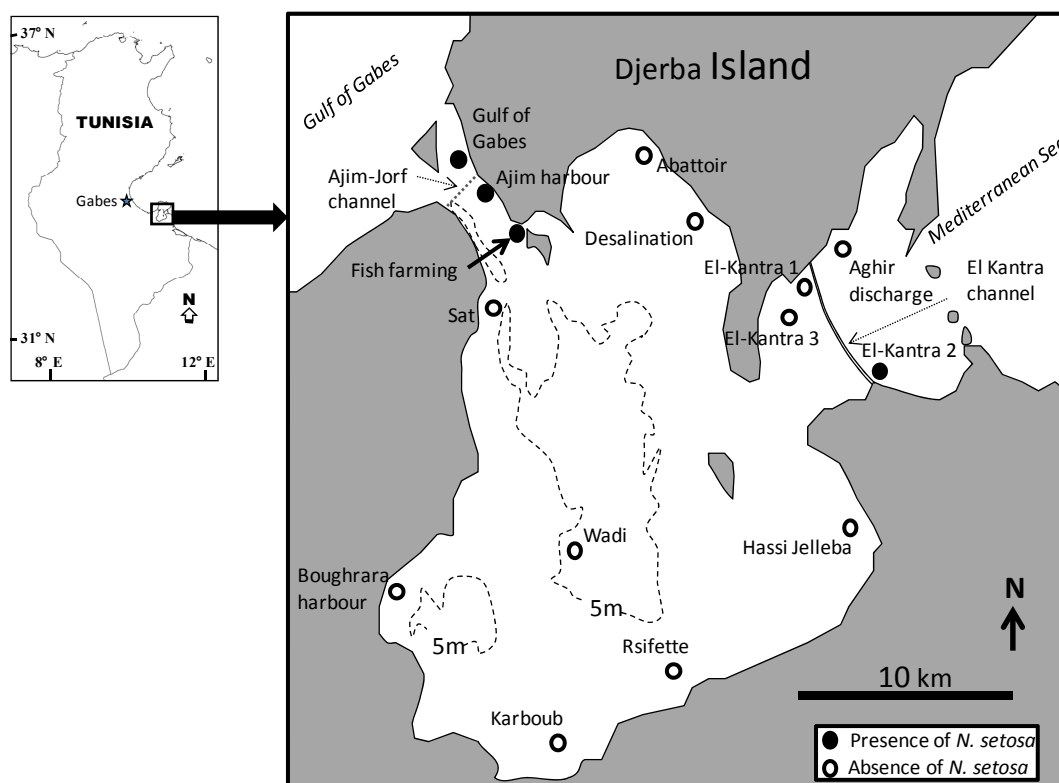 37° N
TUNISIA
Gabes
N
31° N
8° E
12° E
Djerba Island
Gulf of Gabes
Mediterranean Sea
Gulf of
Gabes
Ajim-Jorf
channel
Ajim harbour
Abattoir
Desalination
Fish farming
Sat
El-Kantra 1
Aghir
discharge
El Kantra
channel
El-Kantra 3
El-Kantra 2
Wadi
Hassi Jelleba
Boughrara
harbour
5m
5m
Rsifette
Karboub
N
10 km
Presence of N. setosa
Absence of N. setosa